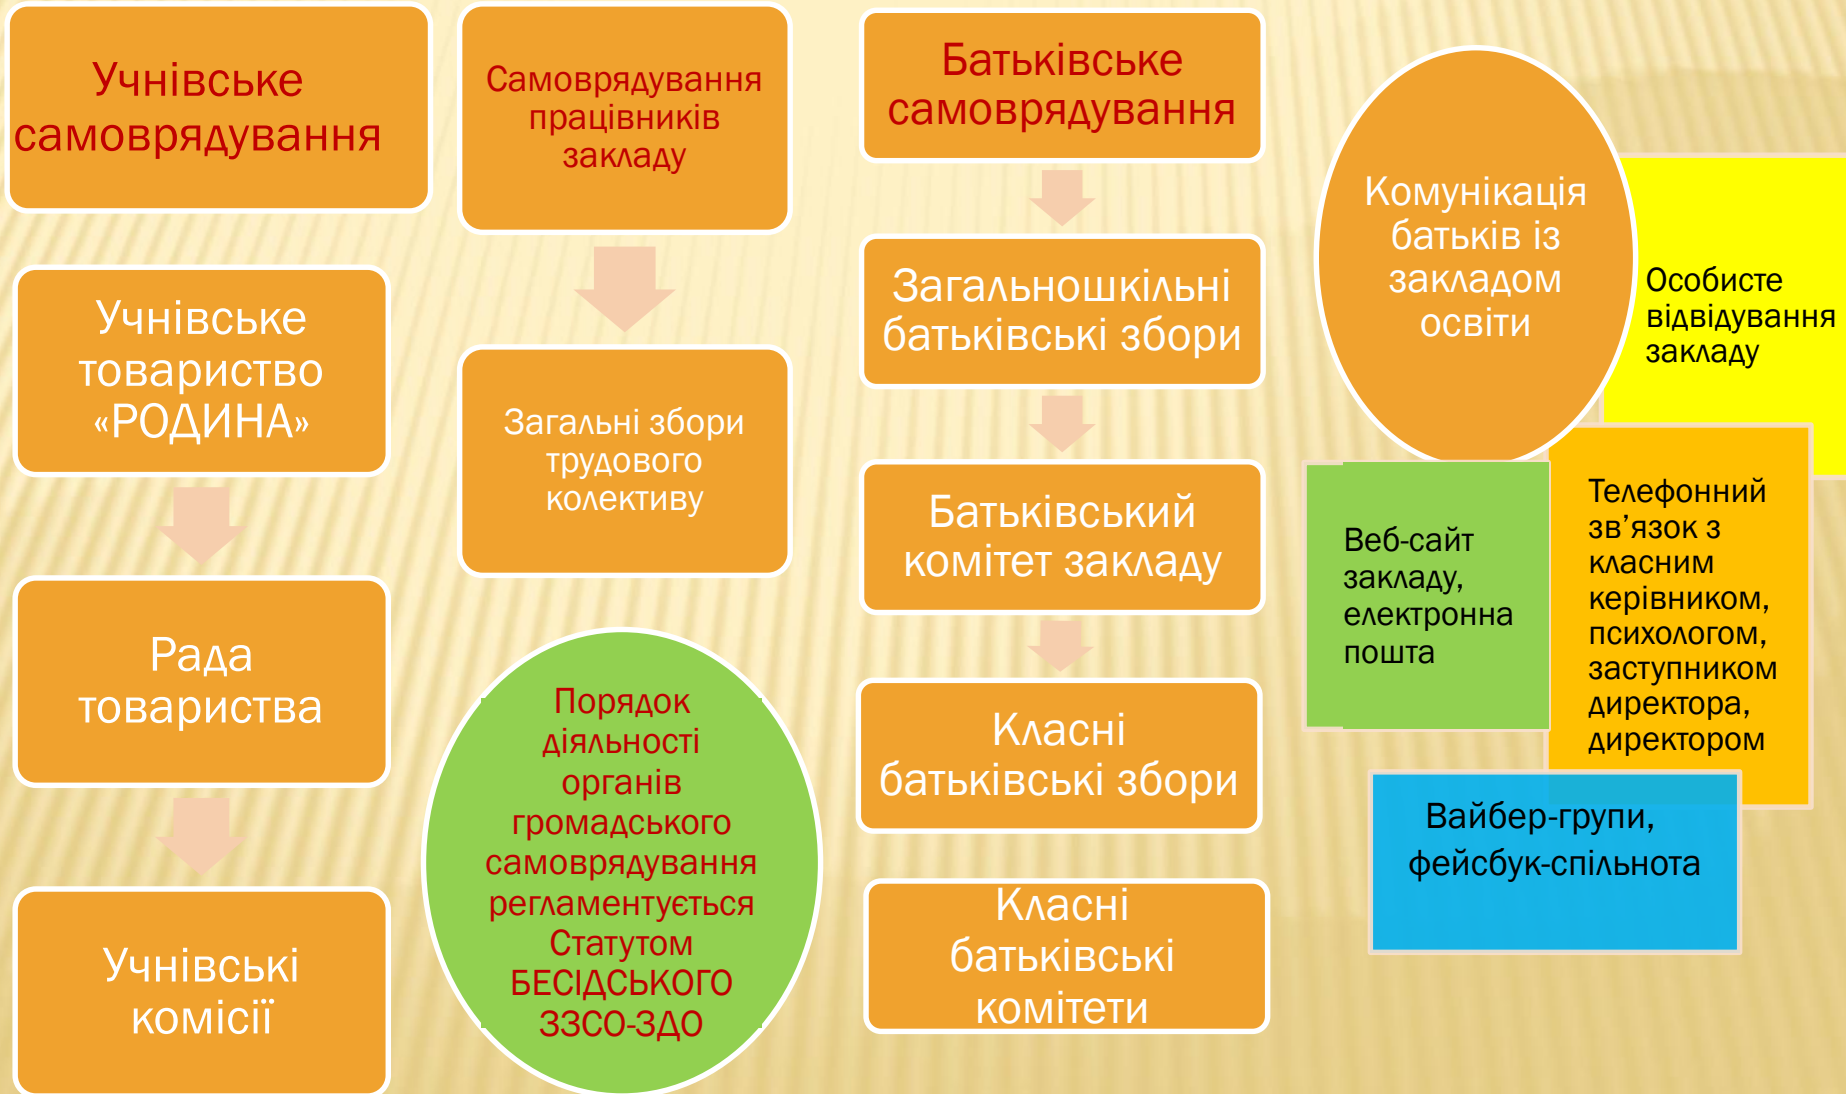 Учнівське
самоврядування
Учнівське
товариство
«РОДИНА»
Рада
товариства
Учнівські
комісії
Самоврядування
працівників
закладу
Загальні збори
трудового
колективу
Порядок
діяльності
органів
громадського
самоврядування
регламентується
Статутом
БЕСІДСЬКОГО
ЗЗСО-ЗДО
Батьківське
самоврядування
Загальношкільні
батьківські збори
Батьківський
комітет закладу
Класні
батьківські збори
Класні
батьківські
комітети
Комунікація
батьків із
закладом
освіти
Особисте
відвідування
закладу
Веб-сайт
закладу,
електронна
пошта
Телефонний
зв’язок з
класним
керівником,
психологом,
заступником
директора,
директором
Вайбер-групи,
фейсбук-спільнота